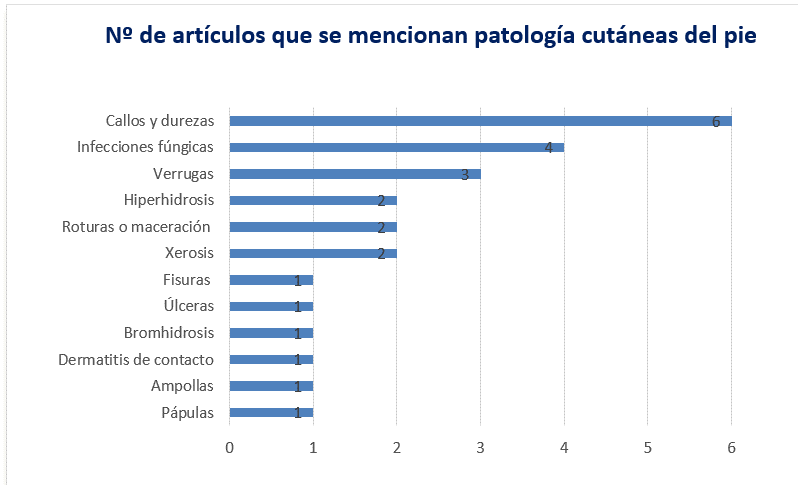 Nº de artículos que se mencionan patología cutáneas del pie
Callos y durezas 6
Infecciones fúngicas 4
Verrugas 3
Hiperhidrosis 2
Roturas o maceración 2
Xerosis 2
Fisuras 1
Úlceras 1
Bromhidrosis 1
Dermatitis de contacto 1
Ampollas 1
Pápulas 1
0 1 2 3 4 5 6